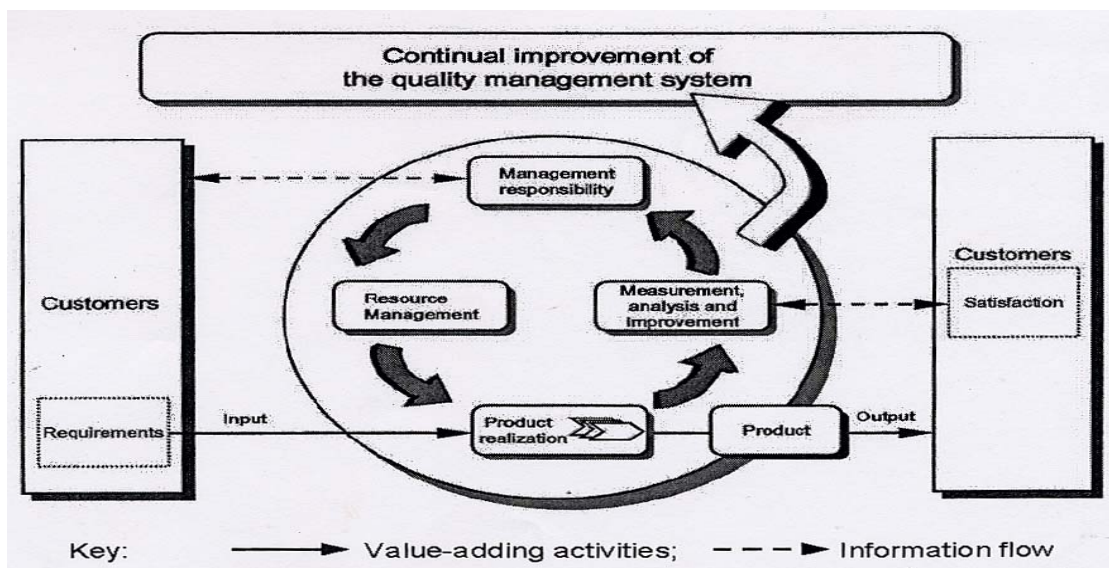 Continual improvement of
the quality management system
Management
responsibility
Customers
Requirements
Resource
Management
Measurement,
analysis and
improvement
Customers
Satisfaction
Input
Product
realization
Product
Output
Key:
Value-adding activities;
Information flow